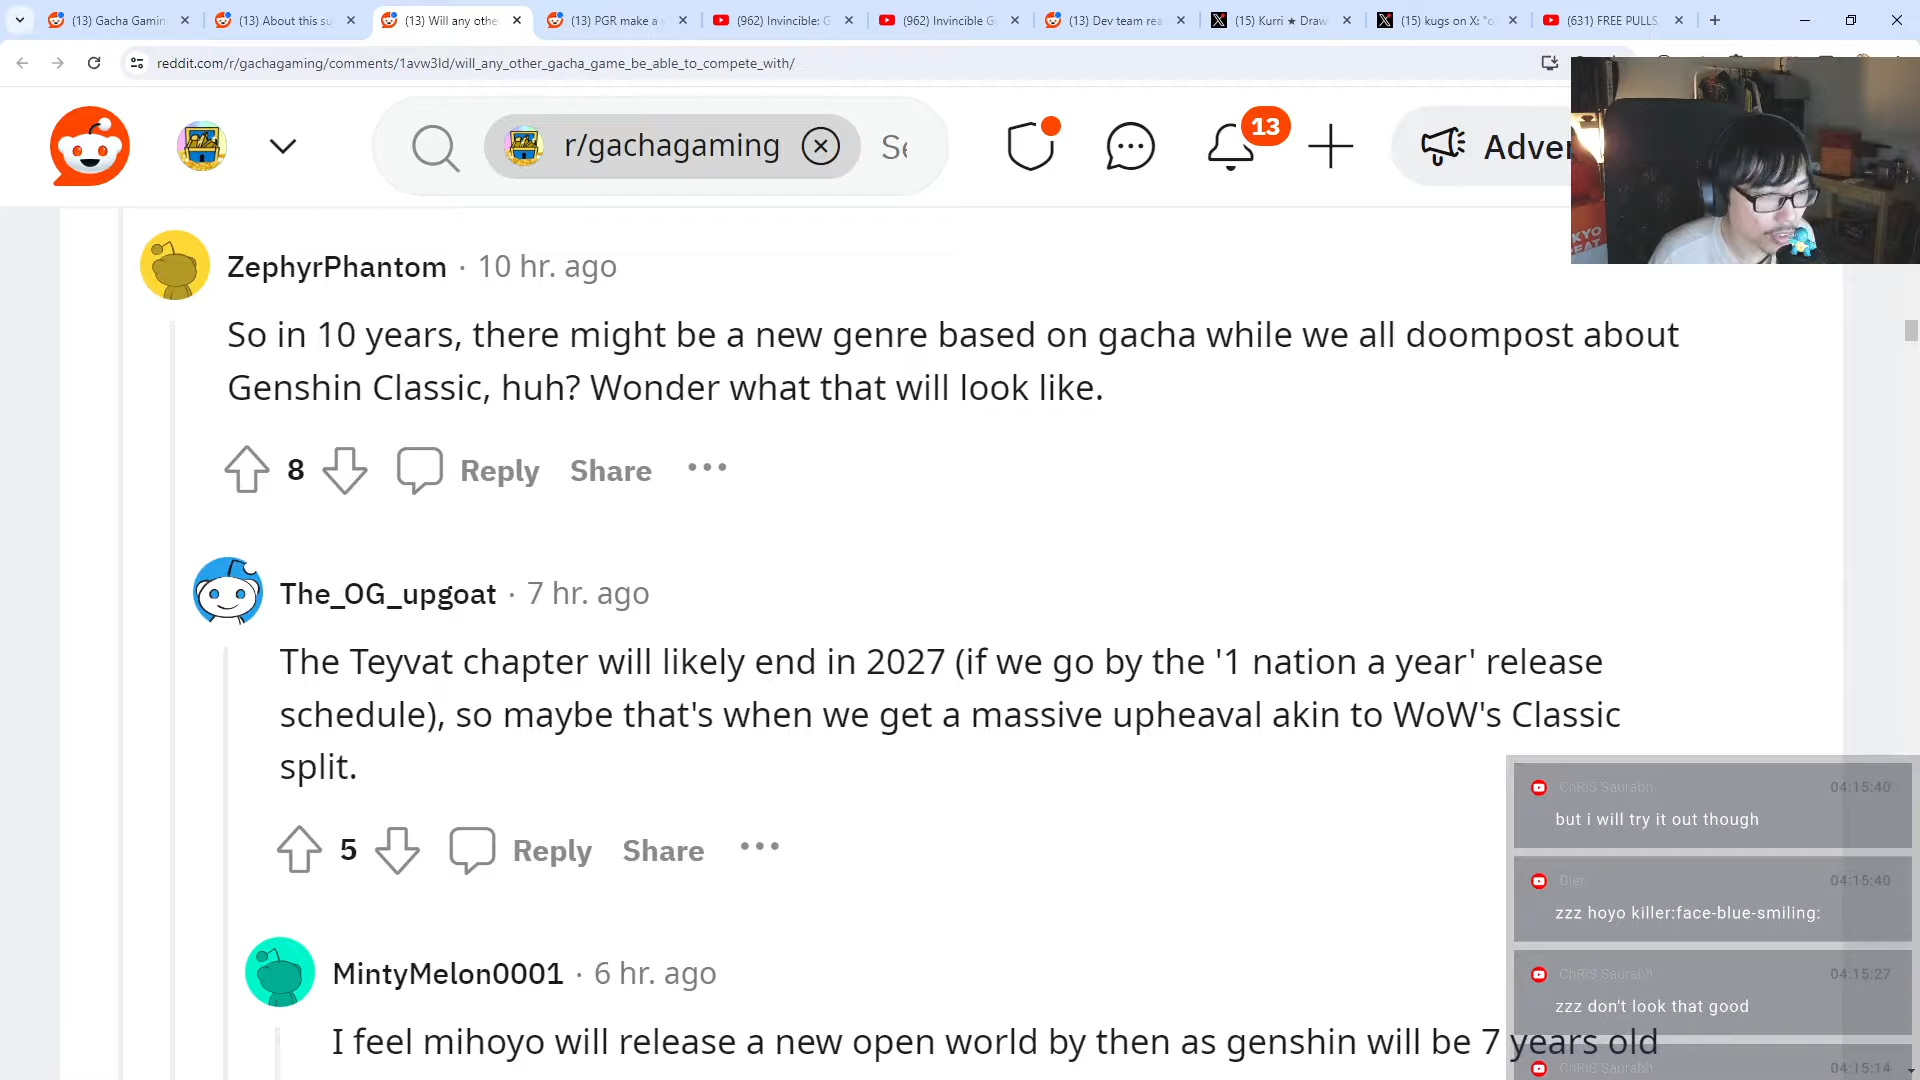 (13) Gacha Gamin
(13) About this su
(13) Will any othe
(13) PGR make a
(962) Invincible: G
(962) Invincible G
(13) Dev team rea
(15) Kurri ★ Draw
(15) kugs on X: "o
(631) FREE PULLS
reddit.com/r/gachagaming/comments/1avw3ld/will_any_other_gacha_game_be_able_to_compete_with/
r/gachagaming
Se
13
Adver
ZephyrPhantom · 10 hr. ago
So in 10 years, there might be a new genre based on gacha while we all doompost about
Genshin Classic, huh? Wonder what that will look like.
8
Reply
Share
The_OG_upgoat · 7 hr. ago
The Teyvat chapter will likely end in 2027 (if we go by the '1 nation a year' release
schedule), so maybe that's when we get a massive upheaval akin to WoW's Classic
split.
5
Reply
Share
MintyMelon0001 · 6 hr. ago
I feel mihoyo will release a new open world by then as genshin will be 7 years old
04:15:40
but i will try it out though
04:15:40
zzz hoyo killer:face-blue-smiling:
ChRiS Saurabh
04:15:27
zzz don't look that good
ChRiS Saurabh
04:15:14